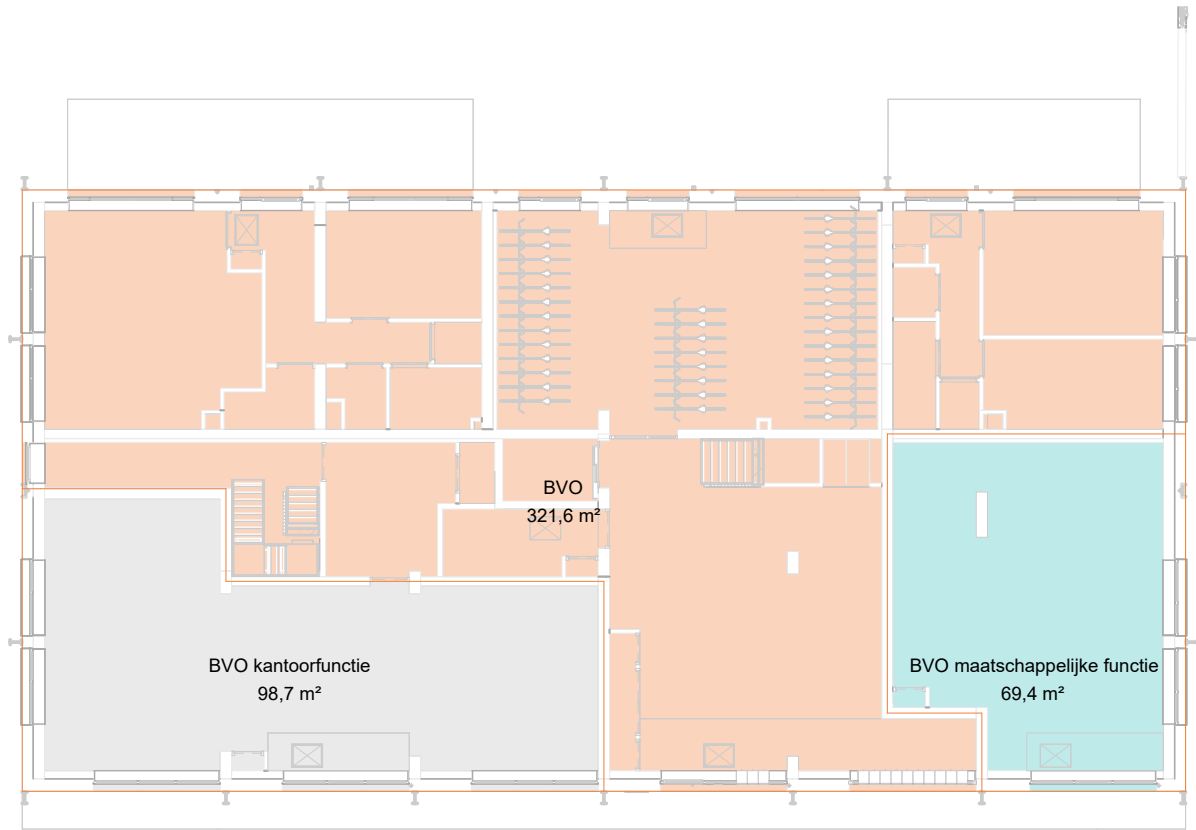 BVO
321,6 m²
BVO kantoorfunctie
98,7 m²
BVO maatschappelijke functie
69,4 m²